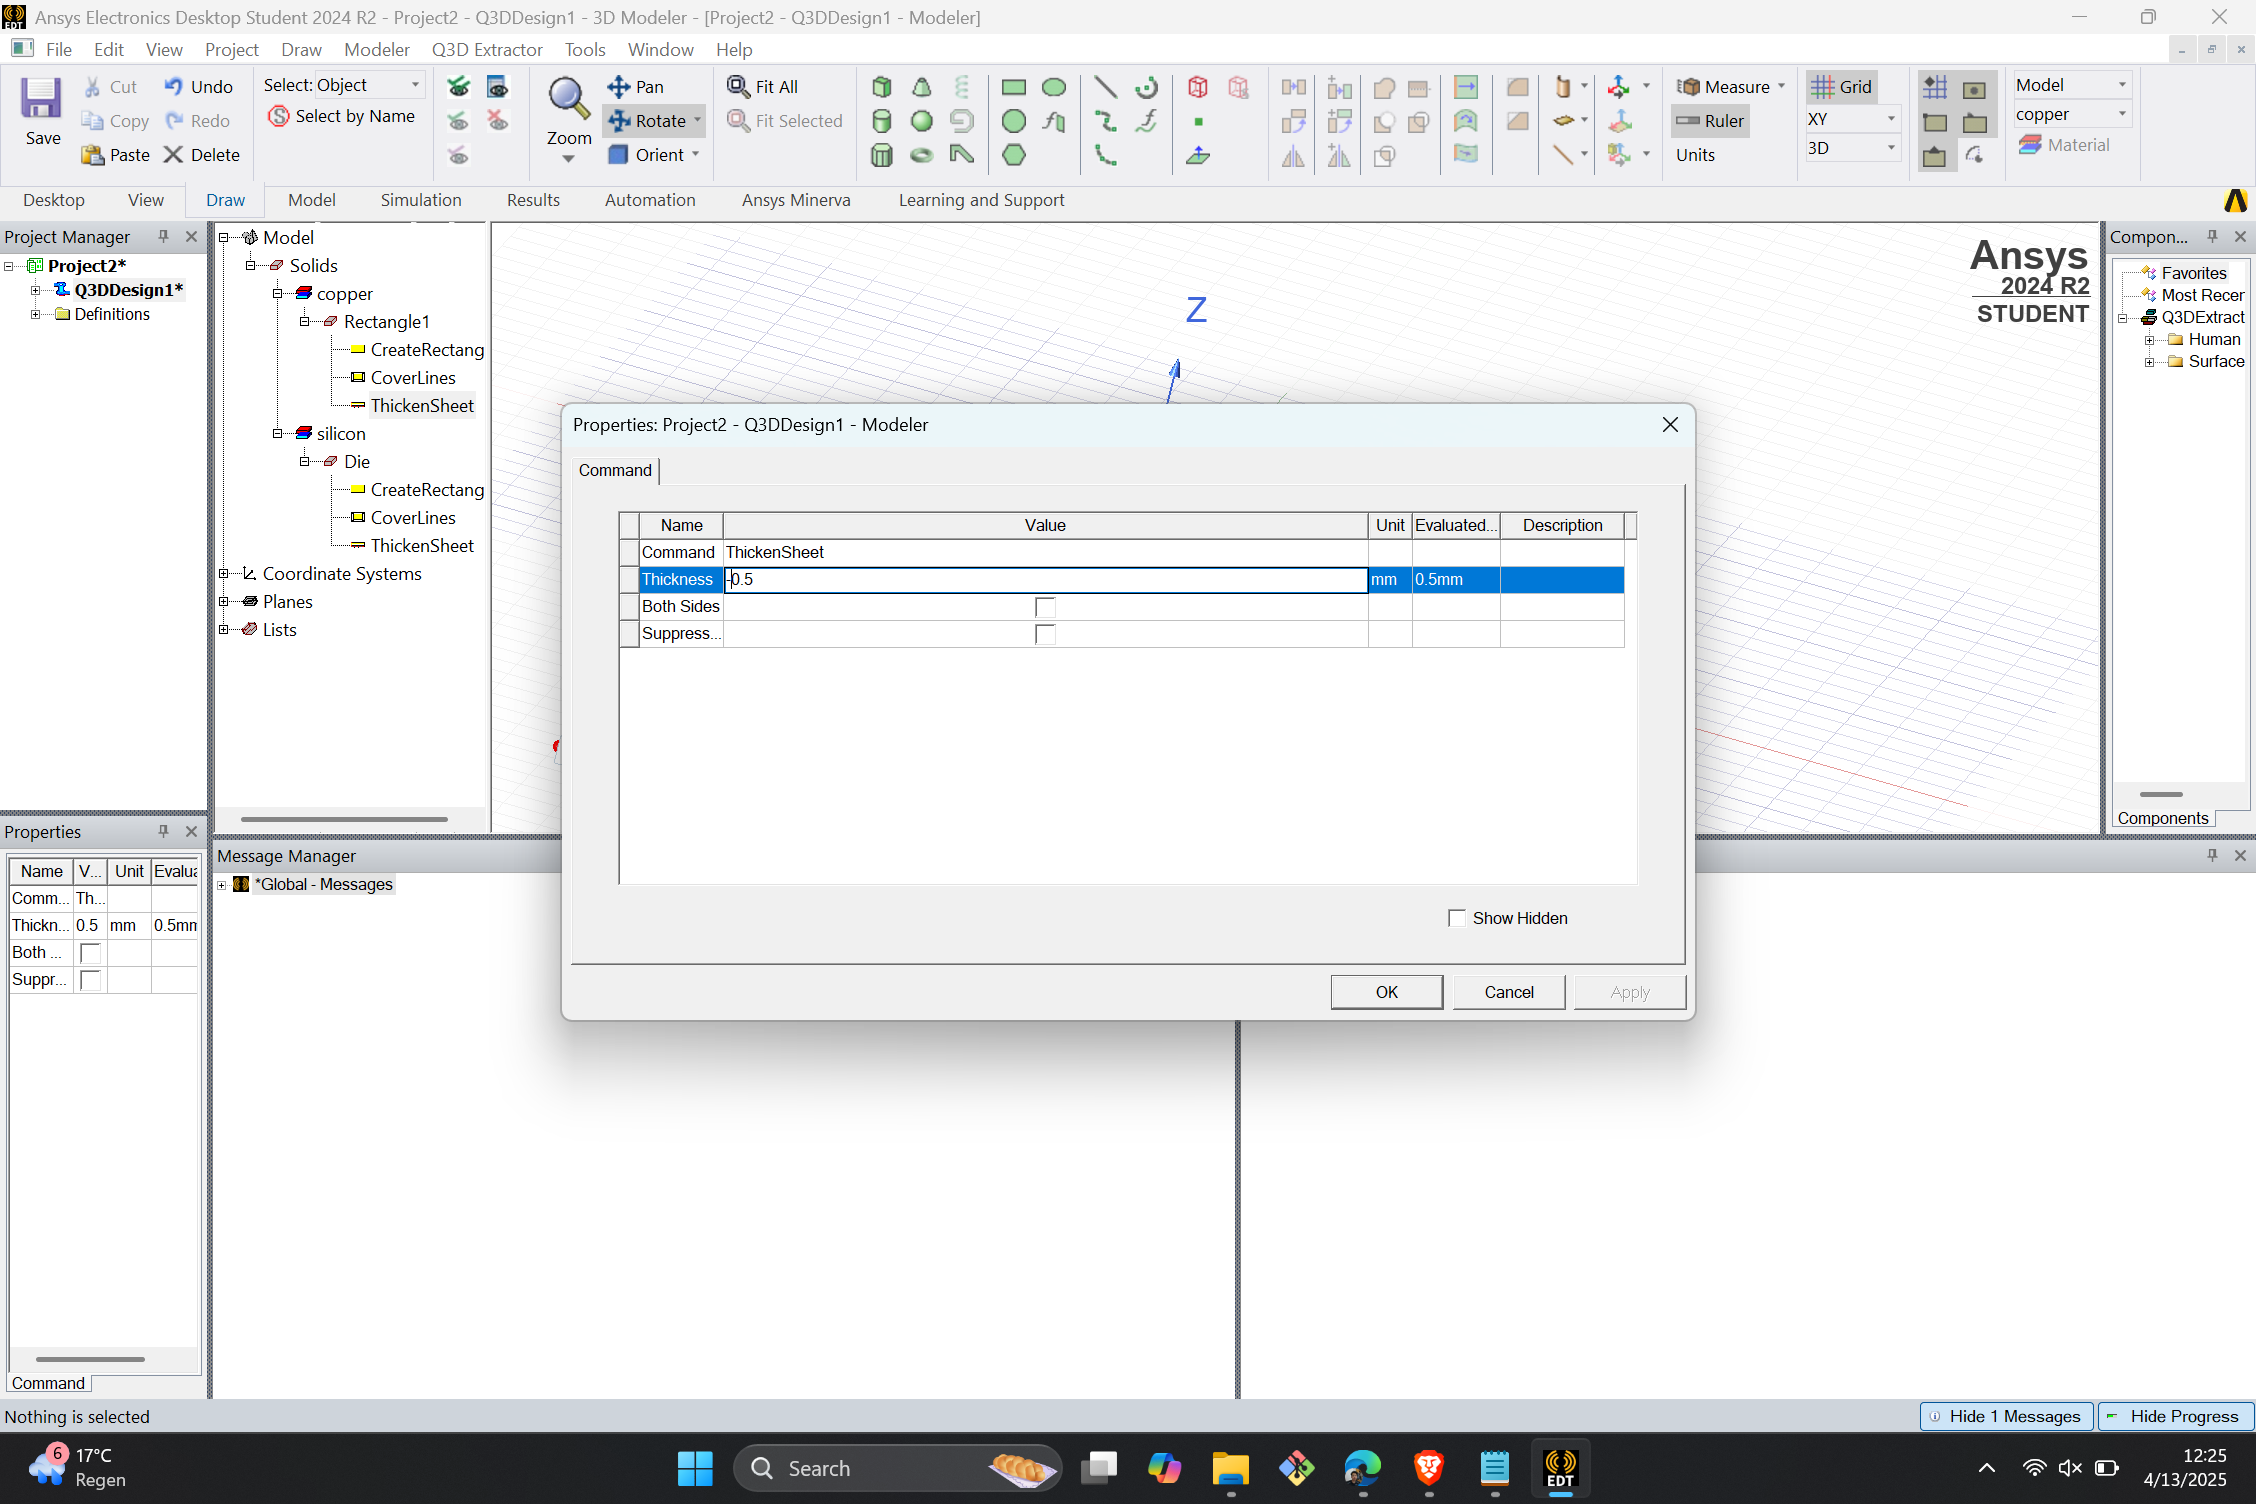 Ansys Electronics Desktop Student 2024 R2 - Project2 - Q3DDesign1 - 3D Modeler - [Project2 - Q3DDesign1 - Modeler]
File Edit View Project Draw Modeler Q3D Extractor Tools Window Help
Save
Cut
Copy
Paste
Undo
Redo
Delete
Select: Object
Select by Name
Zoom
Pan
Rotate
Orient
Fit All
Fit Selected
Measure
Ruler
Units
Grid
XY
3D
Model
copper
Material
Desktop View Draw Model Simulation Results Automation Ansys Minerva Learning and Support
Project Manager
Project2*
Q3DDesign1*
Definitions
Model
Solids
copper
Rectangle1
CreateRectang
CoverLines
ThickenSheet
silicon
Die
CreateRectang
CoverLines
ThickenSheet
Coordinate Systems
Planes
Lists
Z
Ansys
2024 R2
STUDENT
Compon...
Favorites
Most Recer
Q3DExtract
Human
Surface
Components
Properties: Project2 - Q3DDesign1 - Modeler
Command
Name Value Unit Evaluated... Description
Command ThickenSheet
Thickness -0.5 mm 0.5mm
Both Sides
Suppress...
Show Hidden
OK Cancel Apply
Properties
Name V... Unit Evalua
Comm... Th...
Thickn... 0.5 mm 0.5mm
Both ...
Suppr...
Command
Message Manager
*Global - Messages
Nothing is selected
Hide 1 Messages
Hide Progress
6
17°C
Regen
Search
EDT
12:25
4/13/2025